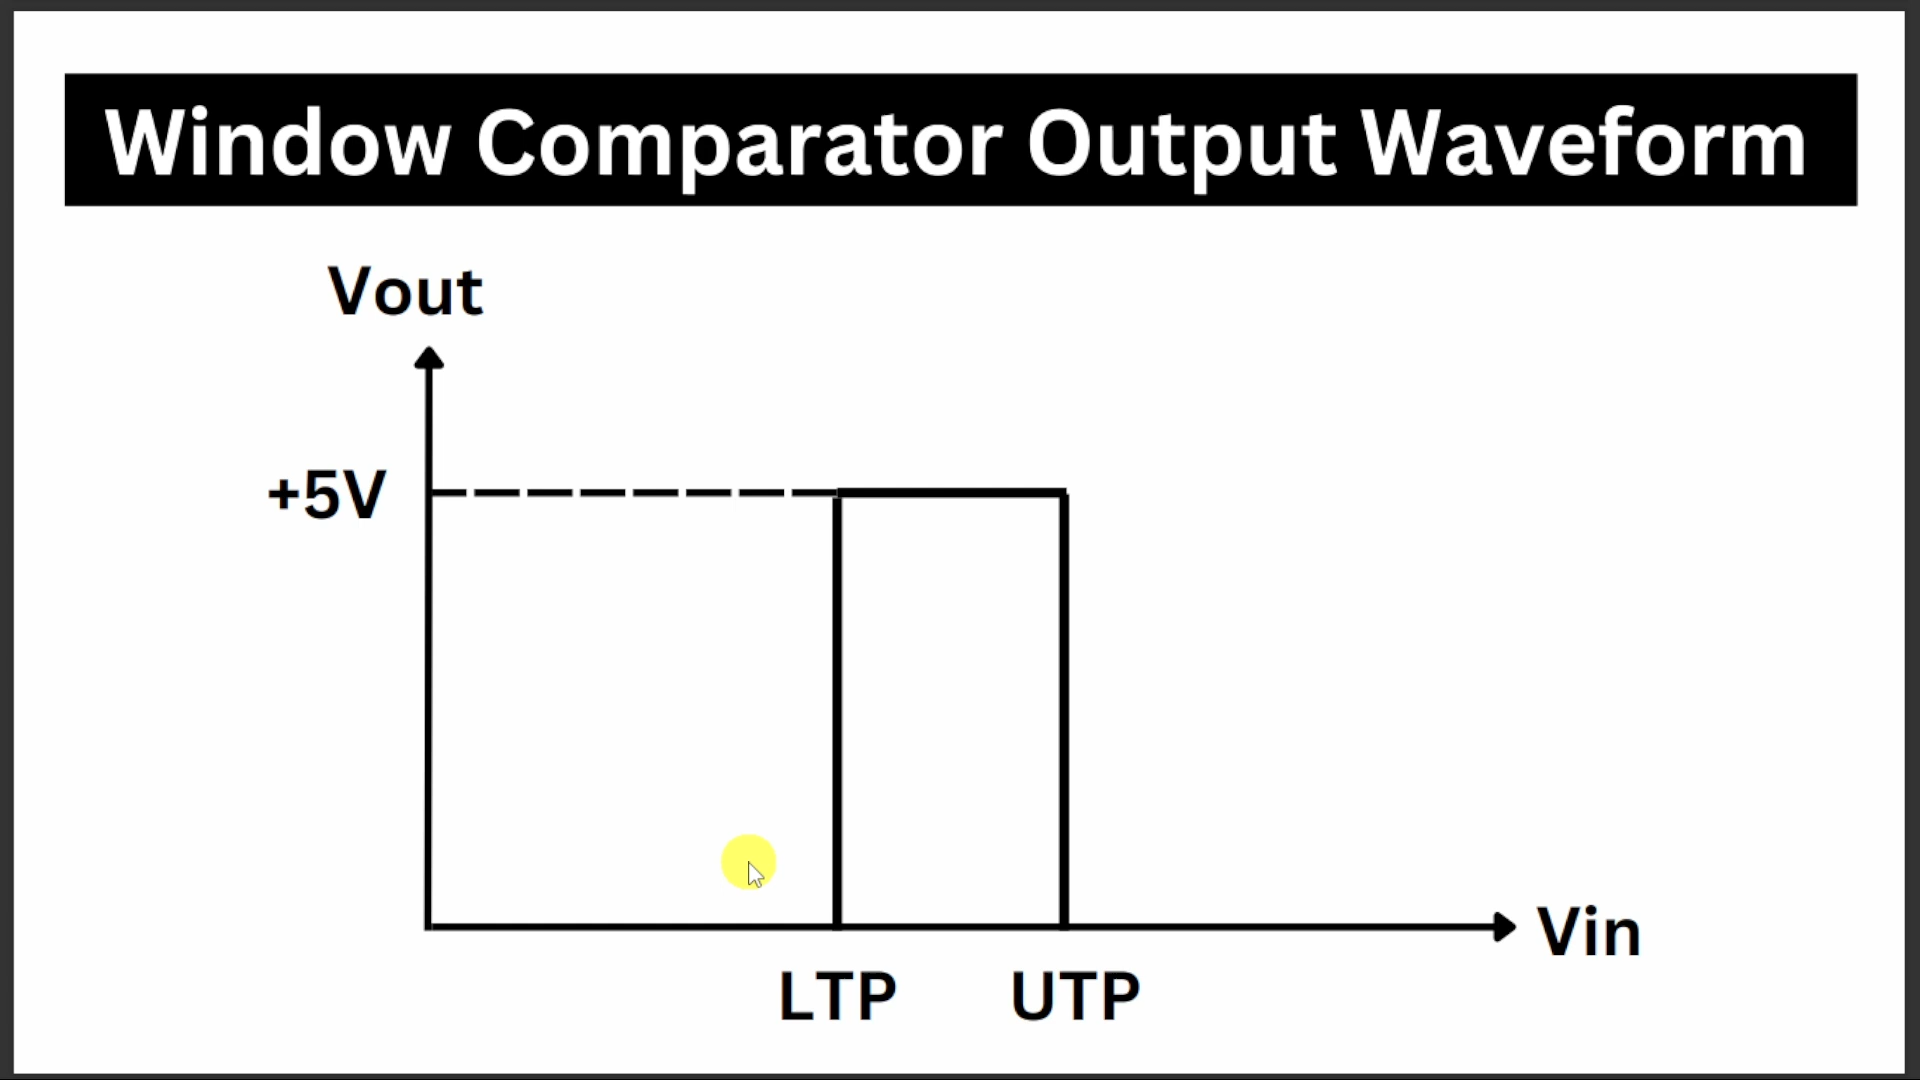 Window Comparator Output Waveform
Vout
+5V
Vin
LTP
UTP